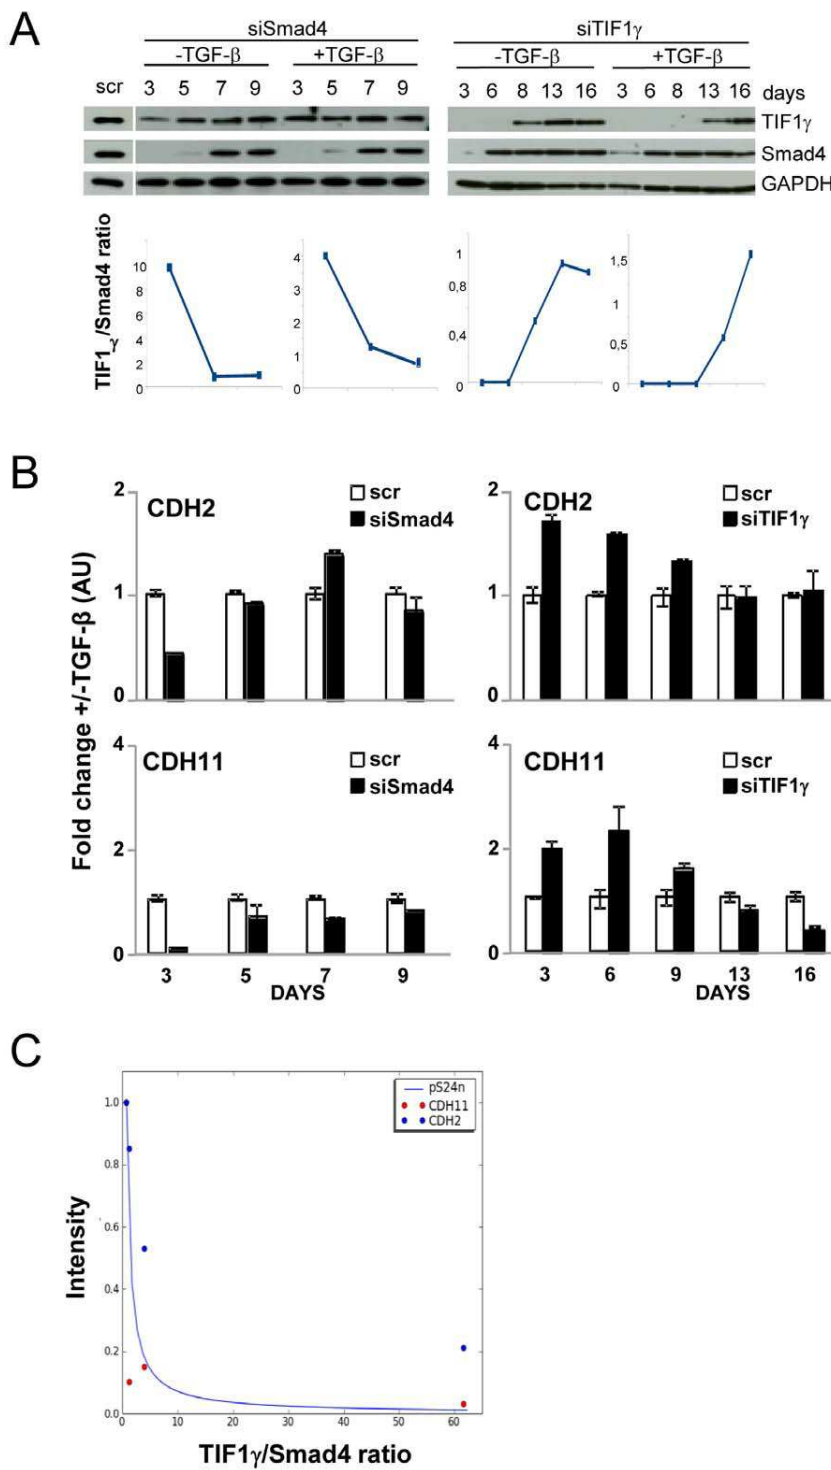 A
siSmad4 siTIF1γ
-TGF-β +TGF-β -TGF-β +TGF-β
scr 3 5 7 9 3 5 7 9 3 6 8 13 16 3 6 8 13 16 days
TIF1γ
Smad4
GAPDH
TIF1γ/Smad4 ratio
10
8
6
4
2
0
4
3
2
1
0
1
0,8
0,4
0
1,5
1,5
1
0
B
Fold change +/-TGF-β (AU)
2
1
0
CDH2
scr
siSmad4
CDH2
scr
siTIF1γ
2
1
0
4
2
0
CDH11
scr
siSmad4
CDH11
scr
siTIF1γ
4
2
0
3 5 7 9
DAYS
3 6 9 13 16
DAYS
C
pS24n
CDH11
CDH2
Intensity
1.0
0.8
0.6
0.4
0.2
0.0
0 10 20 30 40 50 60
TIF1γ/Smad4 ratio